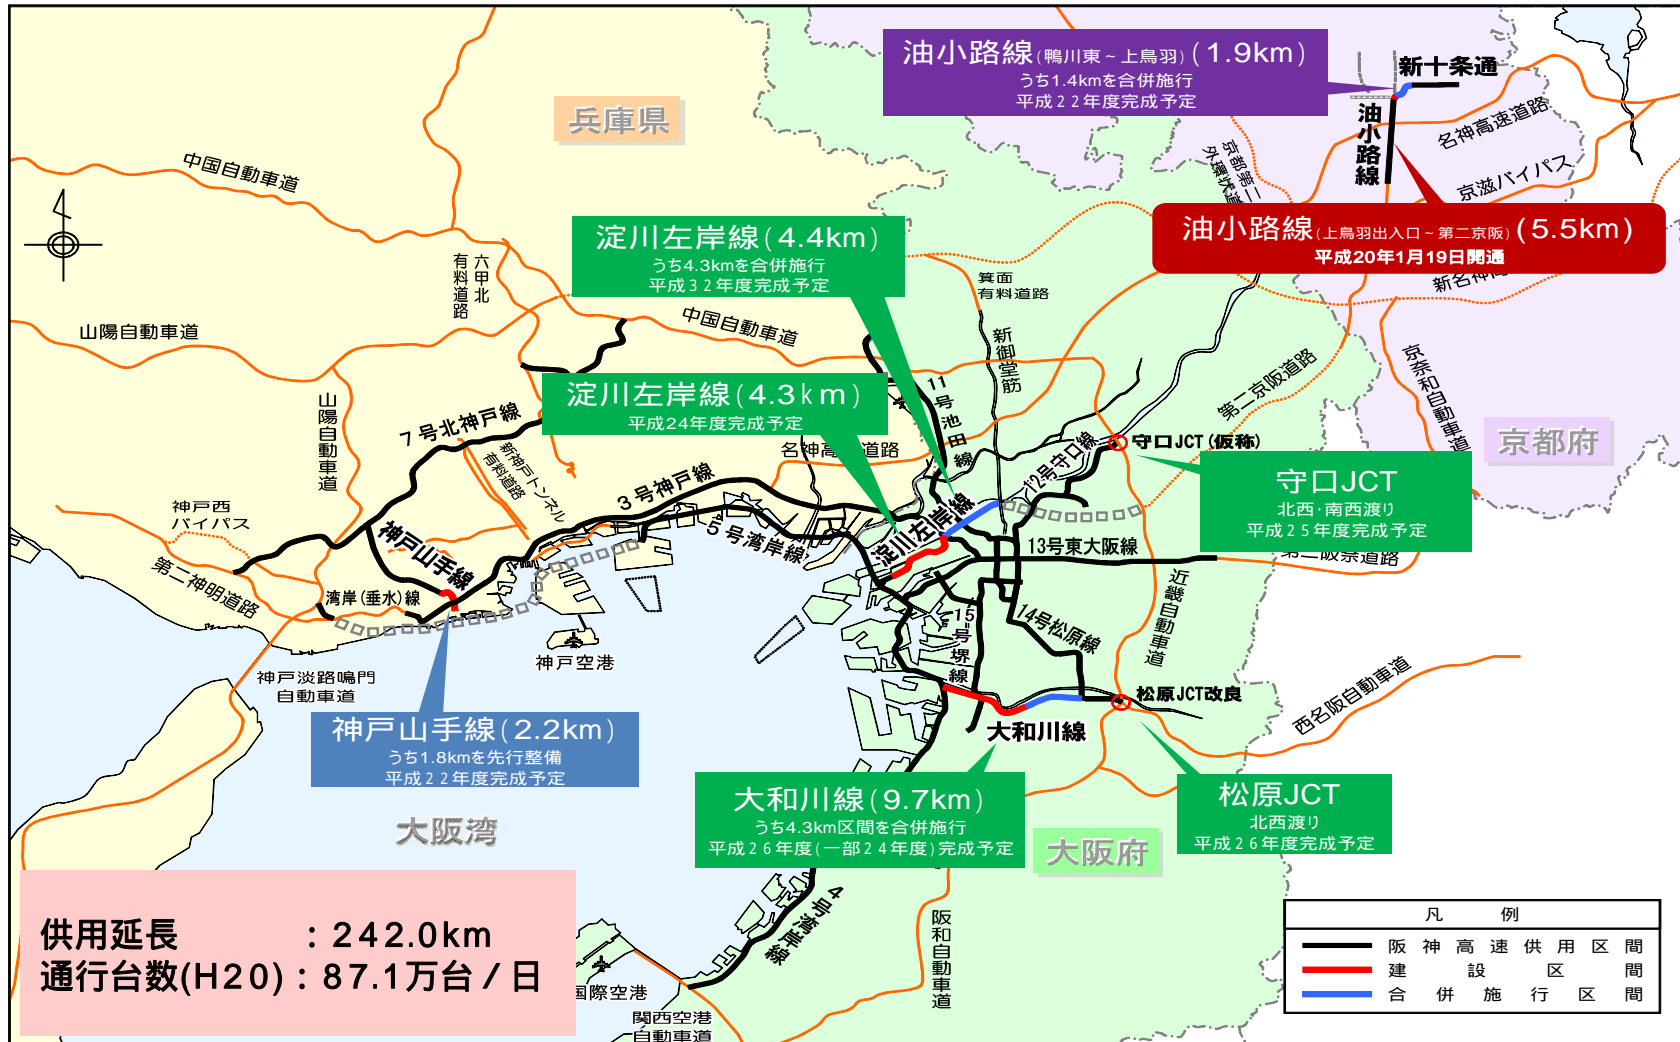 油小路線(鴨川東~上鳥羽)(1.9km)
うち1.4kmを合併施行
平成22年度完成予定
新十条通
油小路線
名神高速道路
京滋バイパス
京都第二
外環状道
兵庫県
中国自動車道
油小路線(上鳥羽出入口~第二京阪)(5.5km)
平成20年1月19日開通
淀川左岸線(4.4km)
うち4.3kmを合併施行
平成32年度完成予定
六甲北
有料道路
箕面
有料道路
新名神高
山陽自動車道
中国自動車道
新御堂筋
京奈和自動車道
第二京阪道路
淀川左岸線(4.3km)
平成24年度完成予定
11号池田線
山陽自動車道
7号北神戸線
新神戸トンネル
有料道路
名神高 道路
12号守口線
守口JCT(仮称)
京都府
守口JCT
北西・南西渡り
平成25年度完成予定
3号神戸線
神戸西
バイパス
神戸山手線
5号湾岸線
淀川左岸線
13号東大阪線
第二阪奈道路
第二神明道路
湾岸(垂水)線
近畿自動車道
15号堺線
14号松原線
神戸空港
神戸淡路鳴門
自動車道
松原JCT改良
西名阪自動車道
神戸山手線(2.2km)
うち1.8kmを先行整備
平成22年度完成予定
大和川線
大和川線(9.7km)
うち4.3km区間を合併施行
平成26年度(一部24年度)完成予定
松原JCT
北西渡り
平成26年度完成予定
大阪湾
大阪府
供用延長 : 242.0km
通行台数(H20) : 87.1万台/日
4号湾岸線
阪和自動車道
国際空港
関西空港
自動車道
凡例
阪神高速供用区間
建設区間
合併施行区間